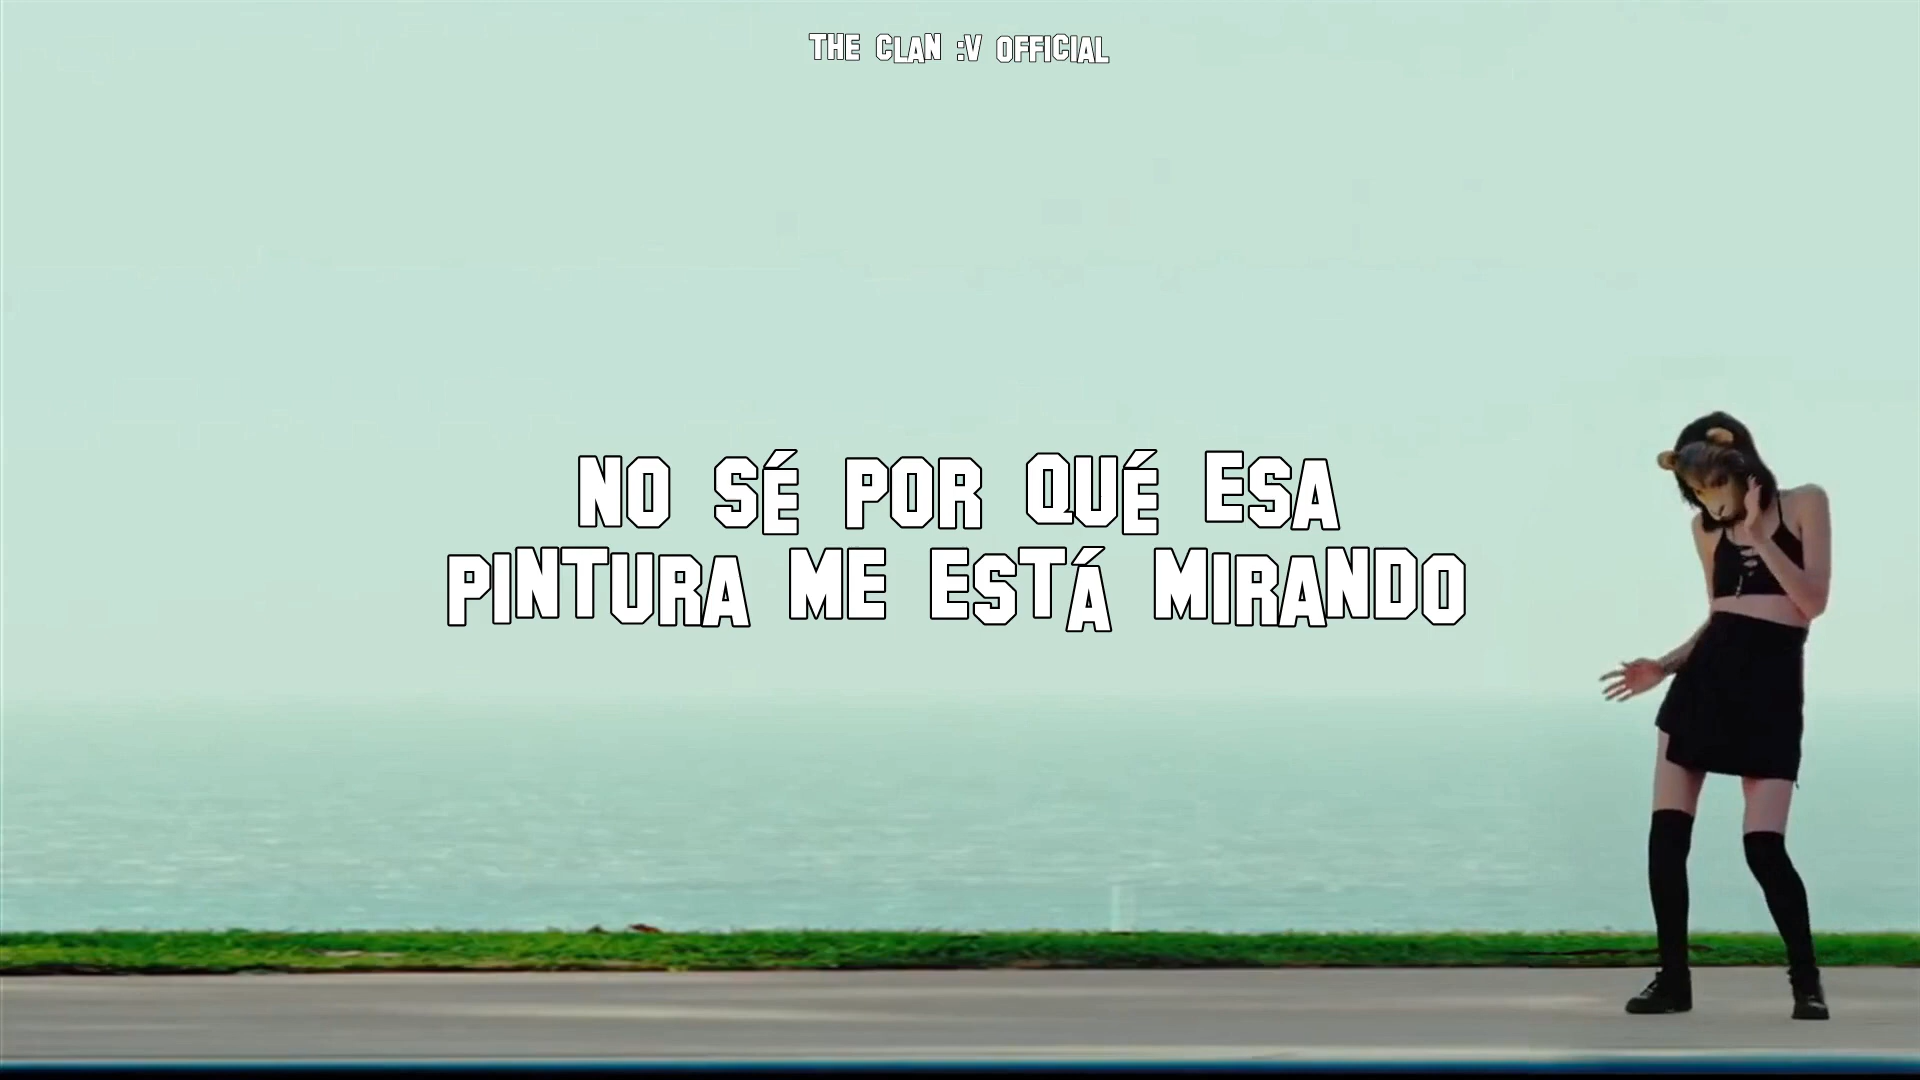 THE CLAN :V OFFICIAL
NO SÉ POR QUÉ ESA
PINTURA ME ESTÁ MIRANDO